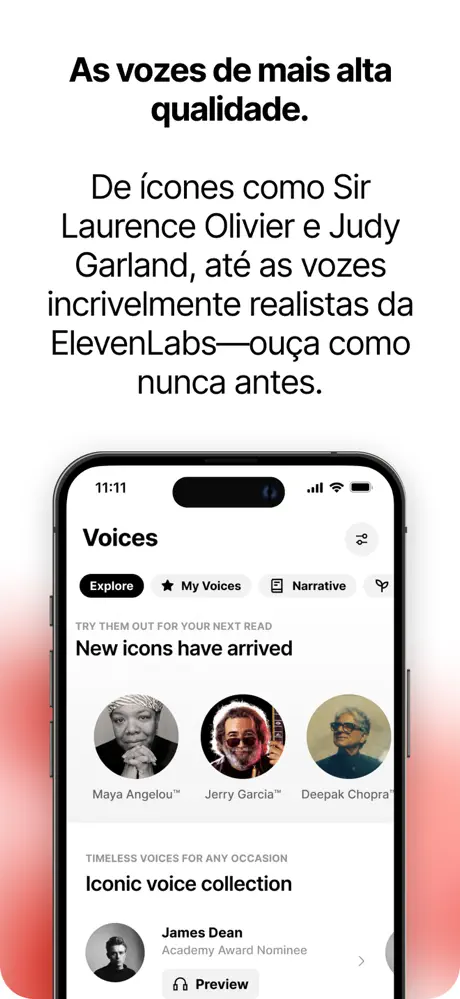 As vozes de mais alta
qualidade.
De ícones como Sir
Laurence Olivier e Judy
Garland, até as vozes
incrivelmente realistas da
ElevenLabs—ouça como
nunca antes.
11:11
Voices
Explore
My Voices
Narrative
TRY THEM OUT FOR YOUR NEXT READ
New icons have arrived
Maya Angelou™
Jerry Garcia™
Deepak Chopra™
TIMELESS VOICES FOR ANY OCCASION
Iconic voice collection
James Dean
Academy Award Nominee
Preview